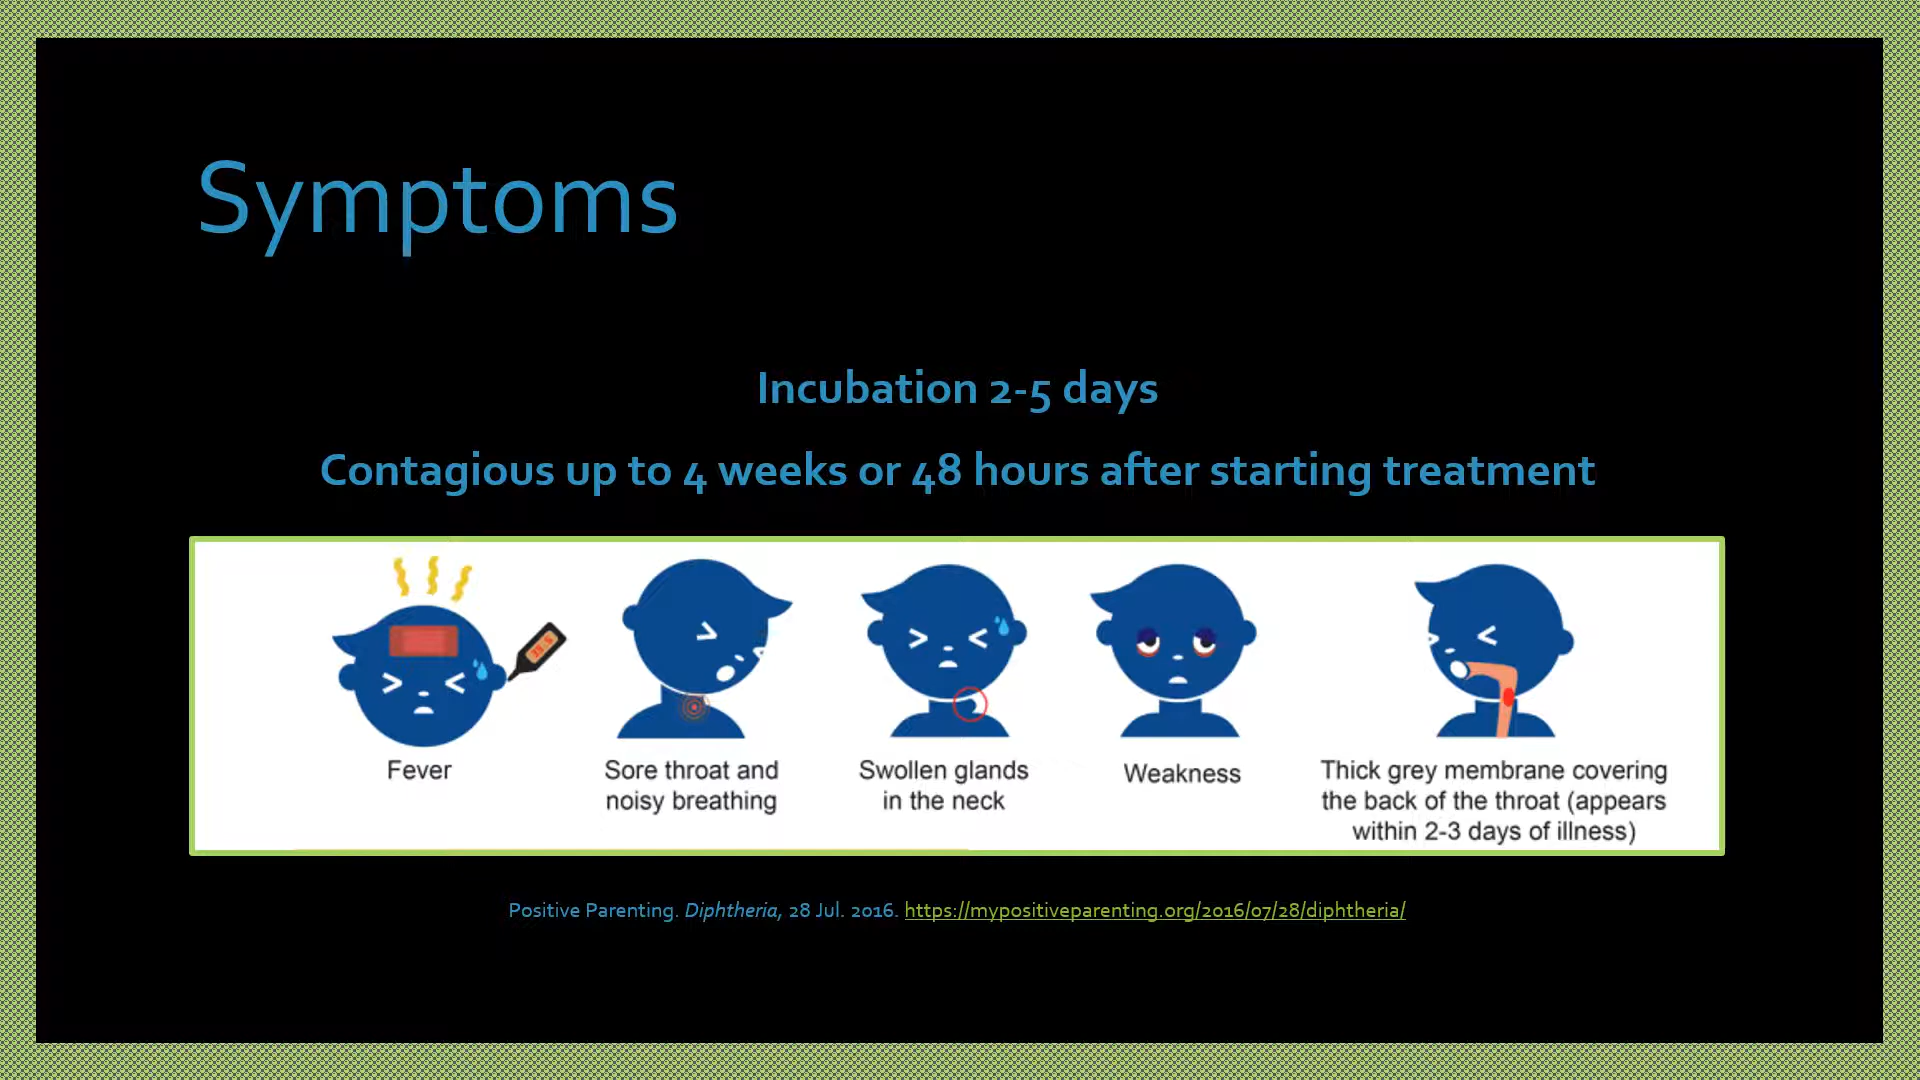 Symptoms
Incubation 2-5 days
Contagious up to 4 weeks or 48 hours after starting treatment
Fever
Sore throat and
noisy breathing
Swollen glands
in the neck
Weakness
Thick grey membrane covering
the back of the throat (appears
within 2-3 days of illness)
Positive Parenting. Diphtheria, 28 Jul. 2016. https://mypositiveparenting.org/2016/07/28/diphtheria/